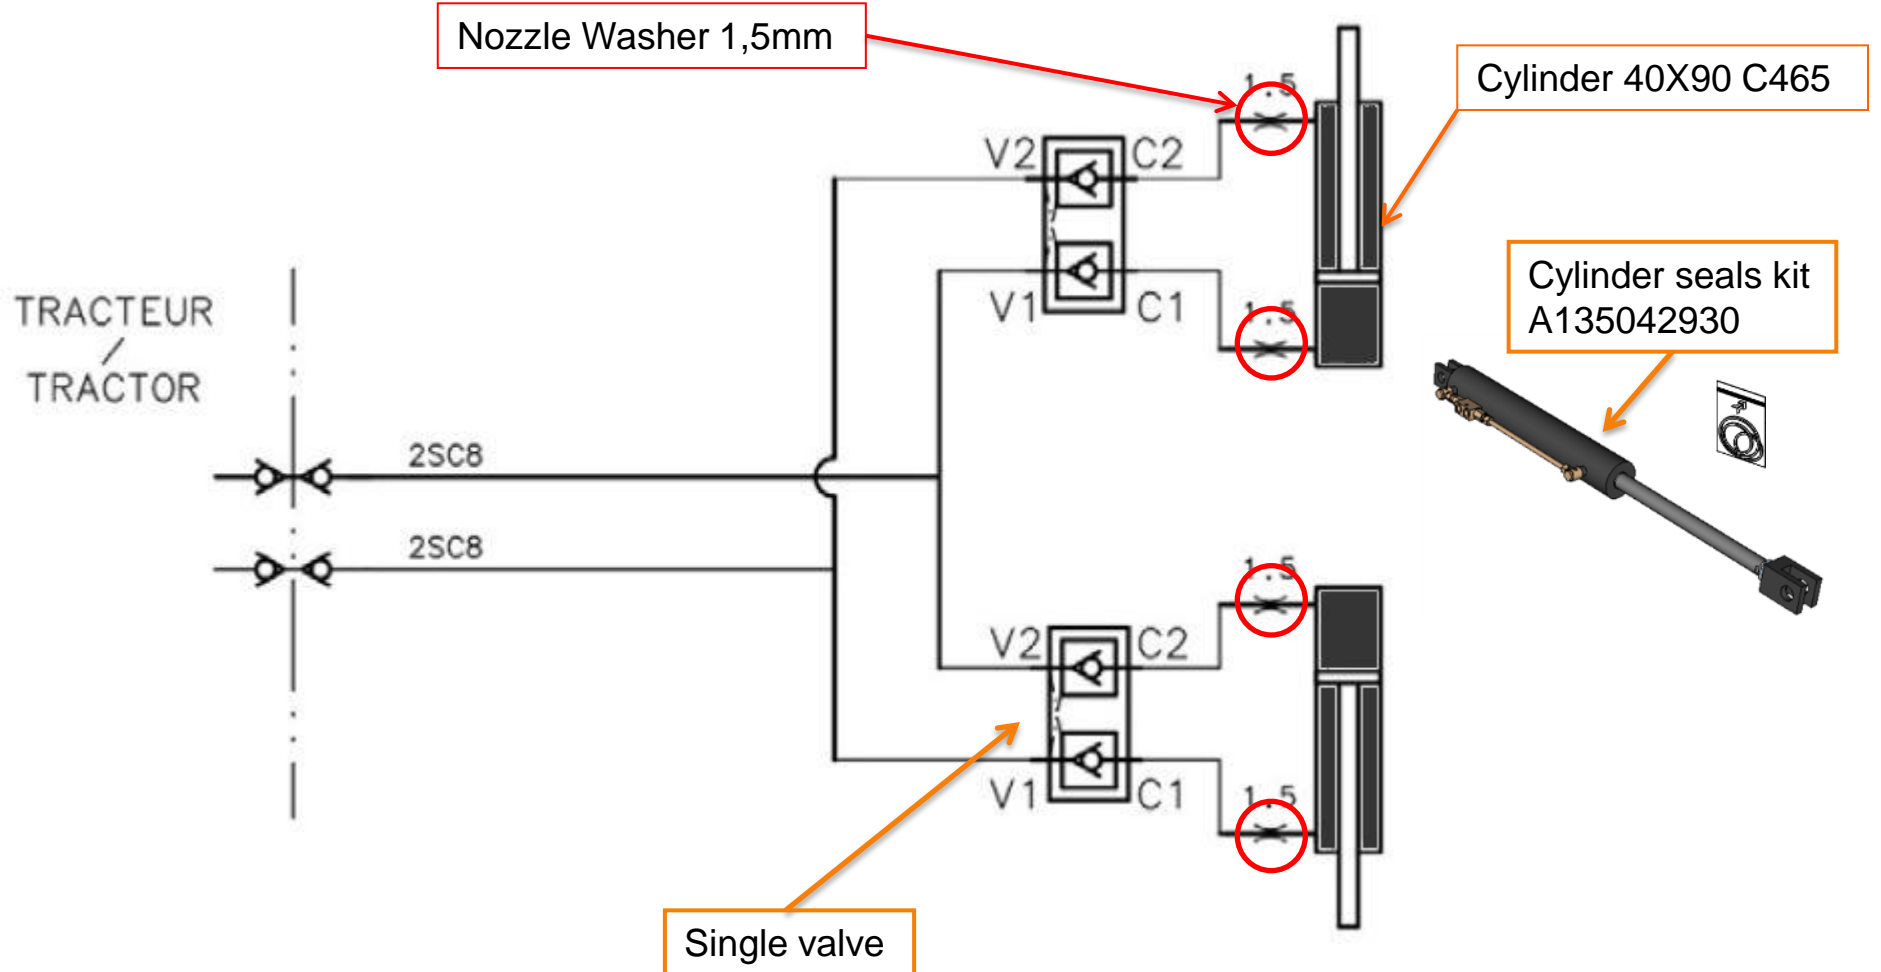 Nozzle Washer 1,5mm
1.5
Cylinder 40X90 C465
V2
C2
Cylinder seals kit
A135042930
V1
C1
1.5
TRACTEUR
/
TRACTOR
2SC8
2SC8
1.5
V2
C2
V1
C1
1.5
Single valve